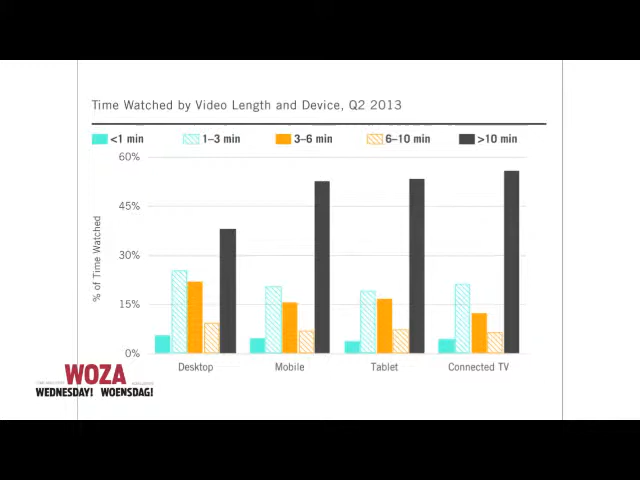 Time Watched by Video Length and Device, Q2 2013
<1 min
1–3 min
3–6 min
6–10 min
>10 min
60%
45%
30%
15%
0%
% of Time Watched
Desktop
Mobile
Tablet
Connected TV
WOZA
WEDNESDAY! WOENSDAG!